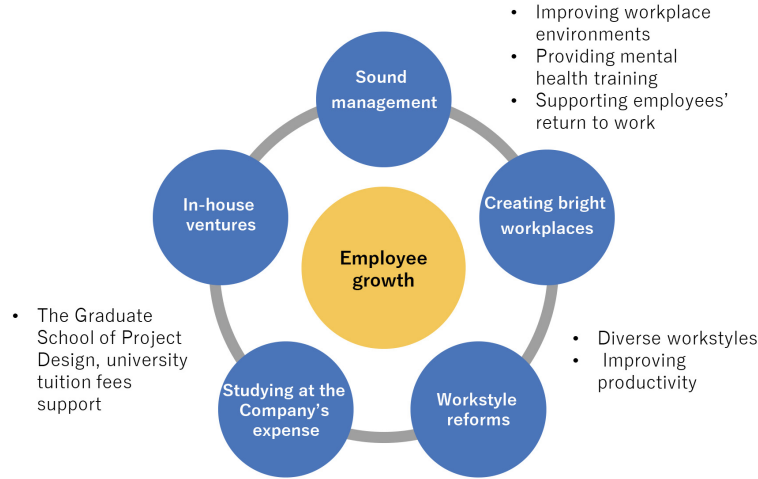 • Improving workplace
environments
• Providing mental
health training
• Supporting employees’
return to work
Sound
management
Creating bright
workplaces
In-house
ventures
Employee
growth
• The Graduate
School of Project
Design, university
tuition fees
support
• Diverse workstyles
• Improving
productivity
Studying at the
Company’s
expense
Workstyle
reforms